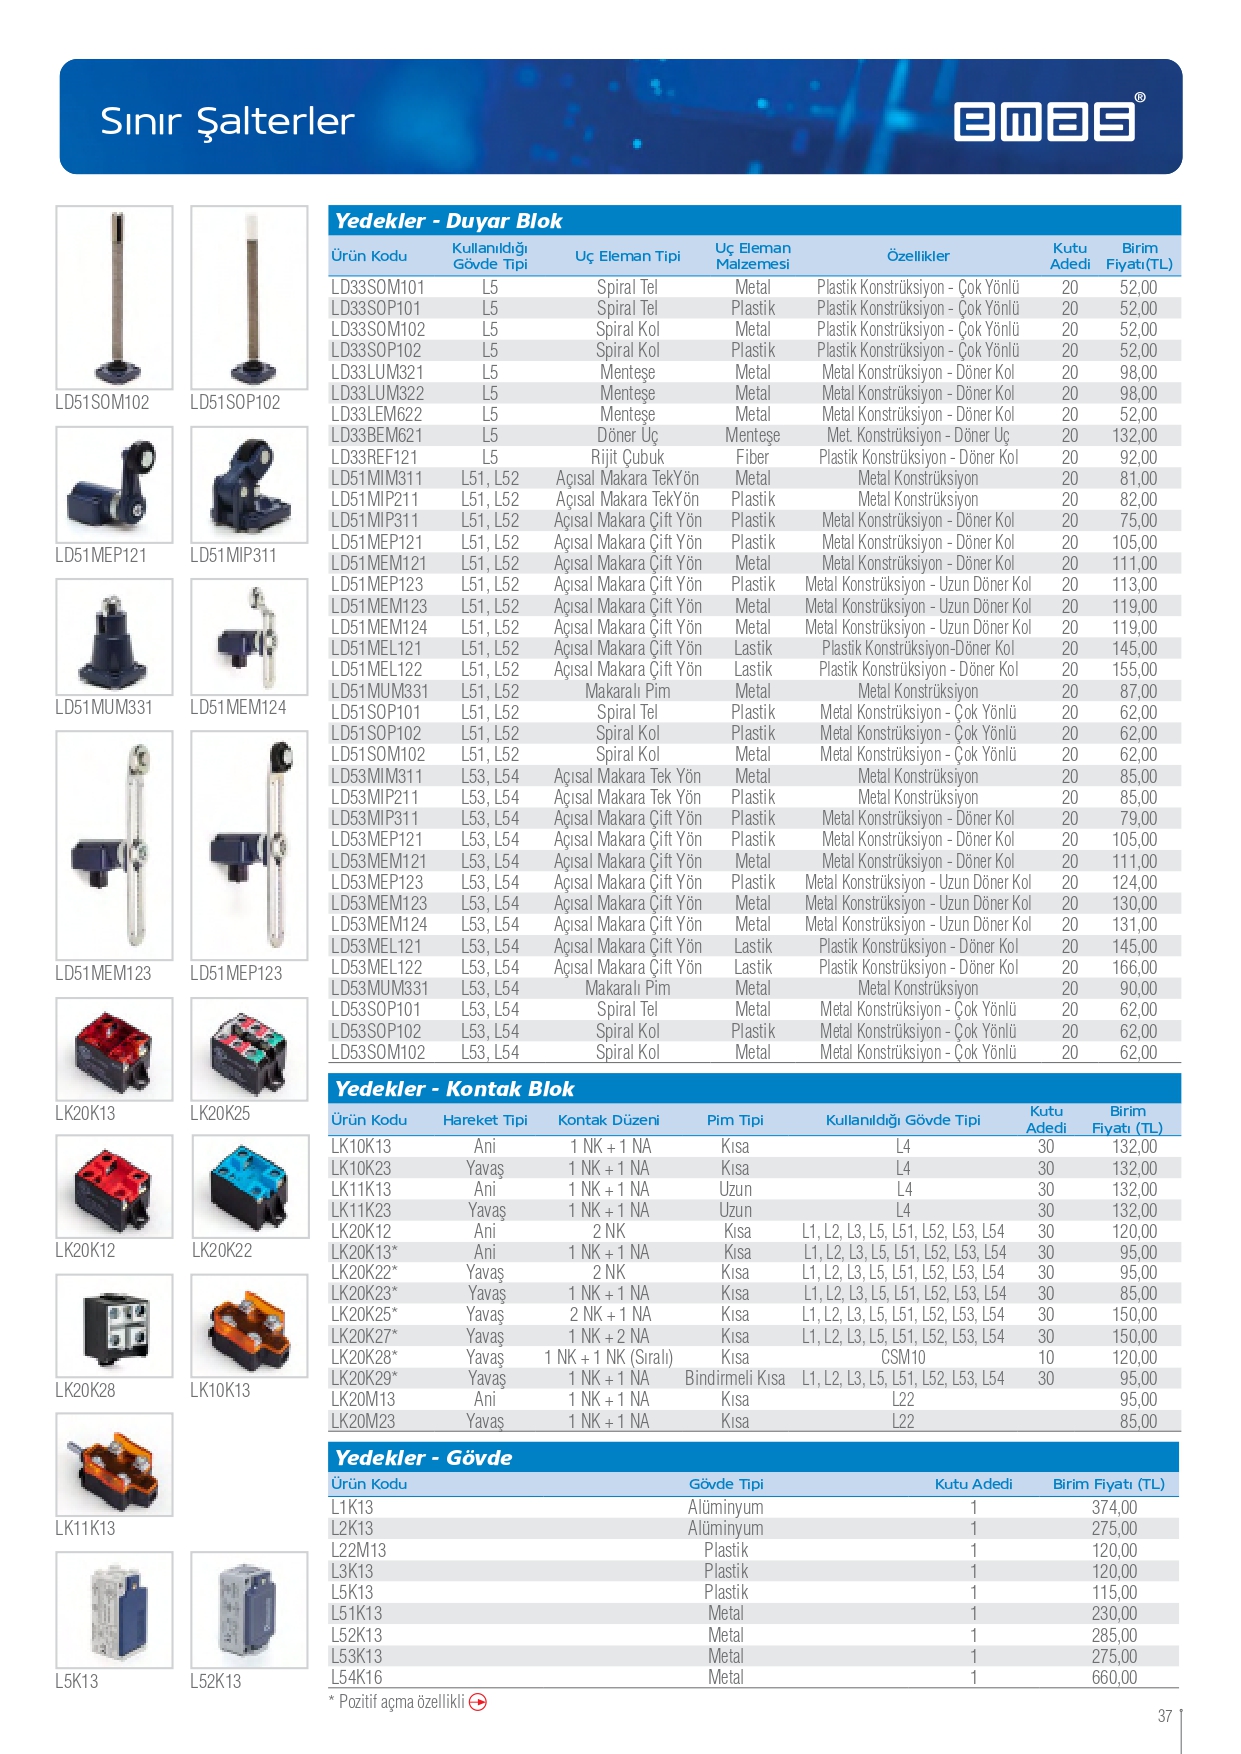 Sınır Şalterler
emas®
LD51SOM102 LD51SOP102
LD51MEP121 LD51MIP311
LD51MUM331 LD51MEM124
LD51MEM123 LD51MEP123
LK20K13 LK20K25
LK20K12 LK20K22
LK20K28 LK10K13
LK11K13
L5K13 L52K13
Yedekler - Duyar Blok
Ürün Kodu Kullanıldığı Gövde Tipi Uç Eleman Tipi Uç Eleman Malzemesi Özellikler Kutu Adedi Birim Fiyatı(TL)
LD33SOM101 L5 Spiral Tel Metal Plastik Konstrüksiyon - Çok Yönlü 20 52,00
LD33SOP101 L5 Spiral Tel Plastik Plastik Konstrüksiyon - Çok Yönlü 20 52,00
LD33SOM102 L5 Spiral Kol Metal Plastik Konstrüksiyon - Çok Yönlü 20 52,00
LD33SOP102 L5 Spiral Kol Plastik Plastik Konstrüksiyon - Çok Yönlü 20 52,00
LD33LUM321 L5 Menteşe Metal Metal Konstrüksiyon - Döner Kol 20 98,00
LD33LUM322 L5 Menteşe Metal Metal Konstrüksiyon - Döner Kol 20 98,00
LD33LEM622 L5 Menteşe Metal Metal Konstrüksiyon - Döner Kol 20 52,00
LD33BEM621 L5 Döner Uç Menteşe Met. Konstrüksiyon - Döner Uç 20 132,00
LD33REF121 L5 Rijit Çubuk Fiber Plastik Konstrüksiyon - Döner Kol 20 92,00
LD51MIM311 L51, L52 Açısal Makara TekYön Metal Metal Konstrüksiyon 20 81,00
LD51MIP211 L51, L52 Açısal Makara TekYön Plastik Metal Konstrüksiyon 20 82,00
LD51MIP311 L51, L52 Açısal Makara Çift Yön Plastik Metal Konstrüksiyon - Döner Kol 20 75,00
LD51MEP121 L51, L52 Açısal Makara Çift Yön Plastik Metal Konstrüksiyon - Döner Kol 20 105,00
LD51MEM121 L51, L52 Açısal Makara Çift Yön Metal Metal Konstrüksiyon - Döner Kol 20 111,00
LD51MEP123 L51, L52 Açısal Makara Çift Yön Plastik Metal Konstrüksiyon - Uzun Döner Kol 20 113,00
LD51MEM123 L51, L52 Açısal Makara Çift Yön Metal Metal Konstrüksiyon - Uzun Döner Kol 20 119,00
LD51MEM124 L51, L52 Açısal Makara Çift Yön Metal Metal Konstrüksiyon - Uzun Döner Kol 20 119,00
LD51MEL121 L51, L52 Açısal Makara Çift Yön Lastik Plastik Konstrüksiyon-Döner Kol 20 145,00
LD51MEL122 L51, L52 Açısal Makara Çift Yön Lastik Plastik Konstrüksiyon - Döner Kol 20 155,00
LD51MUM331 L51, L52 Makaralı Pim Metal Metal Konstrüksiyon 20 87,00
LD51SOP101 L51, L52 Spiral Tel Plastik Metal Konstrüksiyon - Çok Yönlü 20 62,00
LD51SOP102 L51, L52 Spiral Kol Plastik Metal Konstrüksiyon - Çok Yönlü 20 62,00
LD51SOM102 L51, L52 Spiral Kol Metal Metal Konstrüksiyon - Çok Yönlü 20 62,00
LD53MIM311 L53, L54 Açısal Makara Tek Yön Metal Metal Konstrüksiyon 20 85,00
LD53MIP211 L53, L54 Açısal Makara Tek Yön Plastik Metal Konstrüksiyon 20 85,00
LD53MIP311 L53, L54 Açısal Makara Çift Yön Plastik Metal Konstrüksiyon - Döner Kol 20 79,00
LD53MEP121 L53, L54 Açısal Makara Çift Yön Plastik Metal Konstrüksiyon - Döner Kol 20 105,00
LD53MEM121 L53, L54 Açısal Makara Çift Yön Metal Metal Konstrüksiyon - Döner Kol 20 111,00
LD53MEP123 L53, L54 Açısal Makara Çift Yön Plastik Metal Konstrüksiyon - Uzun Döner Kol 20 124,00
LD53MEM123 L53, L54 Açısal Makara Çift Yön Metal Metal Konstrüksiyon - Uzun Döner Kol 20 130,00
LD53MEM124 L53, L54 Açısal Makara Çift Yön Metal Metal Konstrüksiyon - Uzun Döner Kol 20 131,00
LD53MEL121 L53, L54 Açısal Makara Çift Yön Lastik Plastik Konstrüksiyon - Döner Kol 20 145,00
LD53MEL122 L53, L54 Açısal Makara Çift Yön Lastik Plastik Konstrüksiyon - Döner Kol 20 166,00
LD53MUM331 L53, L54 Makaralı Pim Metal Metal Konstrüksiyon 20 90,00
LD53SOP101 L53, L54 Spiral Tel Metal Metal Konstrüksiyon - Çok Yönlü 20 62,00
LD53SOP102 L53, L54 Spiral Kol Plastik Metal Konstrüksiyon - Çok Yönlü 20 62,00
LD53SOM102 L53, L54 Spiral Kol Metal Metal Konstrüksiyon - Çok Yönlü 20 62,00
Yedekler - Kontak Blok
Ürün Kodu Hareket Tipi Kontak Düzeni Pim Tipi Kullanıldığı Gövde Tipi Kutu Adedi Birim Fiyatı (TL)
LK10K13 Ani 1 NK + 1 NA Kısa L4 30 132,00
LK10K23 Yavaş 1 NK + 1 NA Kısa L4 30 132,00
LK11K13 Ani 1 NK + 1 NA Uzun L4 30 132,00
LK11K23 Yavaş 1 NK + 1 NA Uzun L4 30 132,00
LK20K12 Ani 2 NK Kısa L1, L2, L3, L5, L51, L52, L53, L54 30 120,00
LK20K13* Ani 1 NK + 1 NA Kısa L1, L2, L3, L5, L51, L52, L53, L54 30 95,00
LK20K22* Yavaş 2 NK Kısa L1, L2, L3, L5, L51, L52, L53, L54 30 95,00
LK20K23* Yavaş 1 NK + 1 NA Kısa L1, L2, L3, L5, L51, L52, L53, L54 30 85,00
LK20K25* Yavaş 2 NK + 1 NA Kısa L1, L2, L3, L5, L51, L52, L53, L54 30 150,00
LK20K27* Yavaş 1 NK + 2 NA Kısa L1, L2, L3, L5, L51, L52, L53, L54 30 150,00
LK20K28* Yavaş 1 NK + 1 NK (Sıralı) Kısa CSM10 10 120,00
LK20K29* Yavaş 1 NK + 1 NA Bindirmeli Kısa L1, L2, L3, L5, L51, L52, L53, L54 30 95,00
LK20M13 Ani 1 NK + 1 NA Kısa L22 95,00
LK20M23 Yavaş 1 NK + 1 NA Kısa L22 85,00
Yedekler - Gövde
Ürün Kodu Gövde Tipi Kutu Adedi Birim Fiyatı (TL)
L1K13 Alüminyum 1 374,00
L2K13 Alüminyum 1 275,00
L22M13 Plastik 1 120,00
L3K13 Plastik 1 120,00
L5K13 Plastik 1 115,00
L51K13 Metal 1 230,00
L52K13 Metal 1 285,00
L53K13 Metal 1 275,00
L54K16 Metal 1 660,00
* Pozitif açma özellikli
37